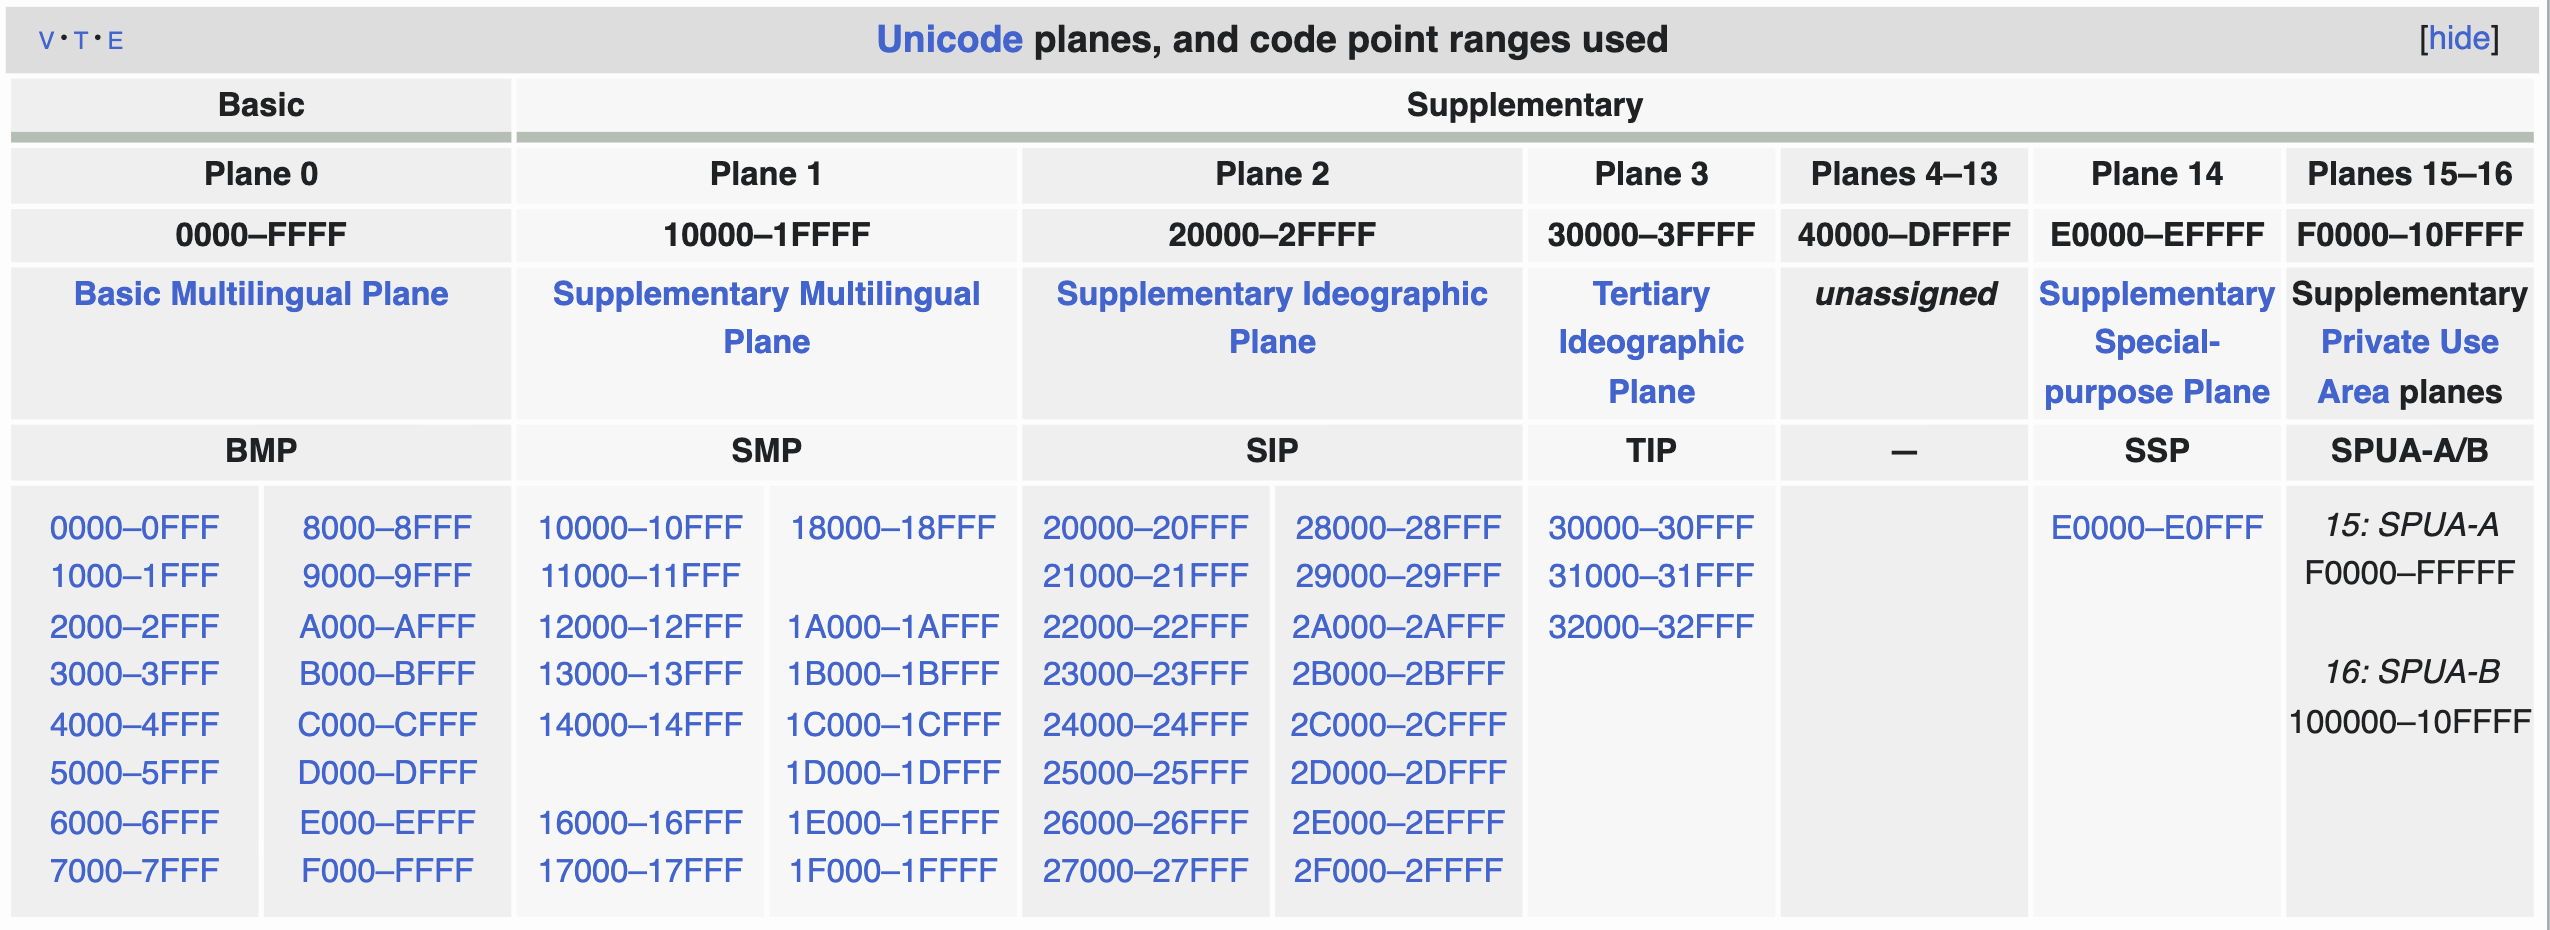 V · T · E Unicode planes, and code point ranges used [hide]
Basic Supplementary
Plane 0 Plane 1 Plane 2 Plane 3 Planes 4–13 Plane 14 Planes 15–16
0000–FFFF 10000–1FFFF 20000–2FFFF 30000–3FFFF 40000–DFFFF E0000–EFFFF F0000–10FFFF
Basic Multilingual Plane Supplementary Multilingual Supplementary Ideographic Tertiary unassigned Supplementary Supplementary
Plane Plane Ideographic Special- Private Use
Plane purpose Plane Area planes
BMP SMP SIP TIP — SSP SPUA-A/B
0000–0FFF 8000–8FFF 10000–10FFF 18000–18FFF 20000–20FFF 28000–28FFF 30000–30FFF E0000–E0FFF 15: SPUA-A
1000–1FFF 9000–9FFF 11000–11FFF 21000–21FFF 29000–29FFF 31000–31FFF F0000–FFFFF
2000–2FFF A000–AFFF 12000–12FFF 1A000–1AFFF 22000–22FFF 2A000–2AFFF 32000–32FFF
3000–3FFF B000–BFFF 13000–13FFF 1B000–1BFFF 23000–23FFF 2B000–2BFFF 16: SPUA-B
4000–4FFF C000–CFFF 14000–14FFF 1C000–1CFFF 24000–24FFF 2C000–2CFFF 100000–10FFFF
5000–5FFF D000–DFFF 1D000–1DFFF 25000–25FFF 2D000–2DFFF
6000–6FFF E000–EFFF 16000–16FFF 1E000–1EFFF 26000–26FFF 2E000–2EFFF
7000–7FFF F000–FFFF 17000–17FFF 1F000–1FFFF 27000–27FFF 2F000–2FFFF